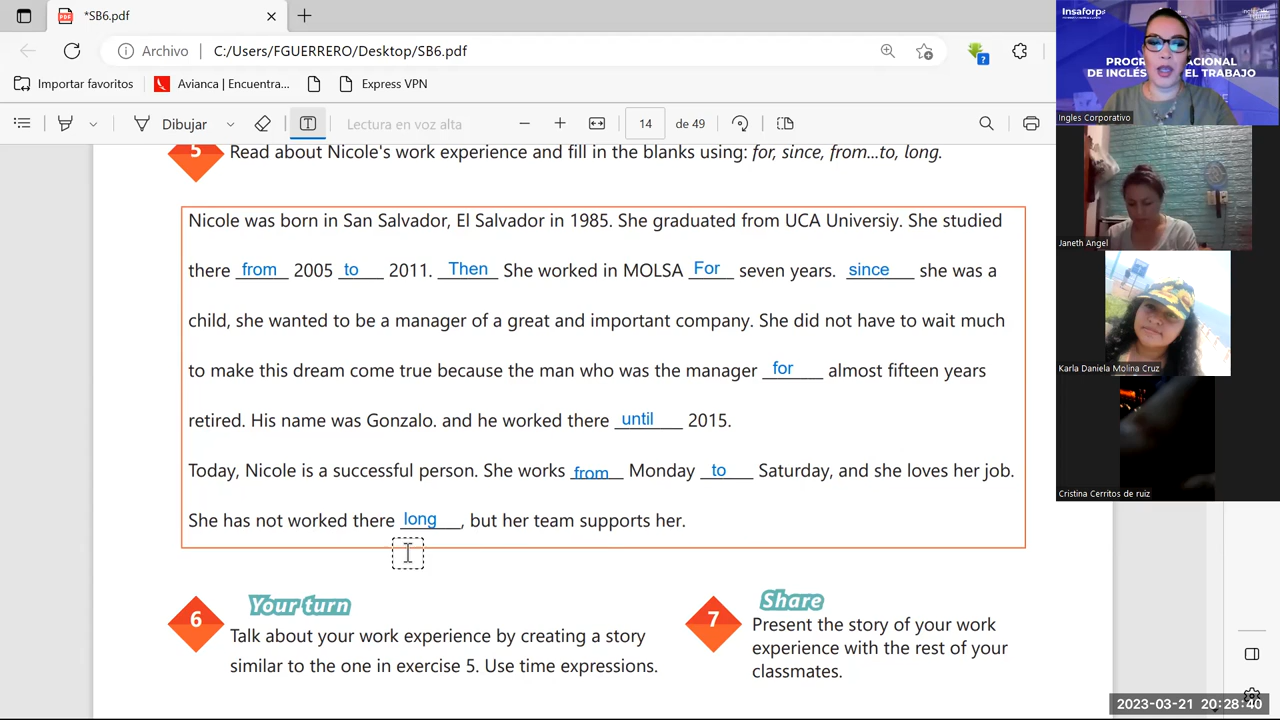 *SB6.pdf
Archivo C:/Users/FGUERRERO/Desktop/SB6.pdf
Importar favoritos Avianca | Encuentra... Express VPN
Dibujar Lectura en voz alta 14 de 49
5 Read about Nicole's work experience and fill in the blanks using: for, since, from...to, long.
Nicole was born in San Salvador, El Salvador in 1985. She graduated from UCA Universiy. She studied
there from 2005 to 2011. Then She worked in MOLSA For seven years. since she was a
child, she wanted to be a manager of a great and important company. She did not have to wait much
to make this dream come true because the man who was the manager for almost fifteen years
retired. His name was Gonzalo. and he worked there until 2015.
Today, Nicole is a successful person. She works from Monday to Saturday, and she loves her job.
She has not worked there long, but her team supports her.
6 Your turn
Talk about your work experience by creating a story
similar to the one in exercise 5. Use time expressions.
7 Share
Present the story of your work
experience with the rest of your
classmates.
Insaforp
Ingles Corporativo
Janeth Angel
Karla Daniela Molina Cruz
Cristina Cerritos de ruiz
2023-03-21 20:28:40